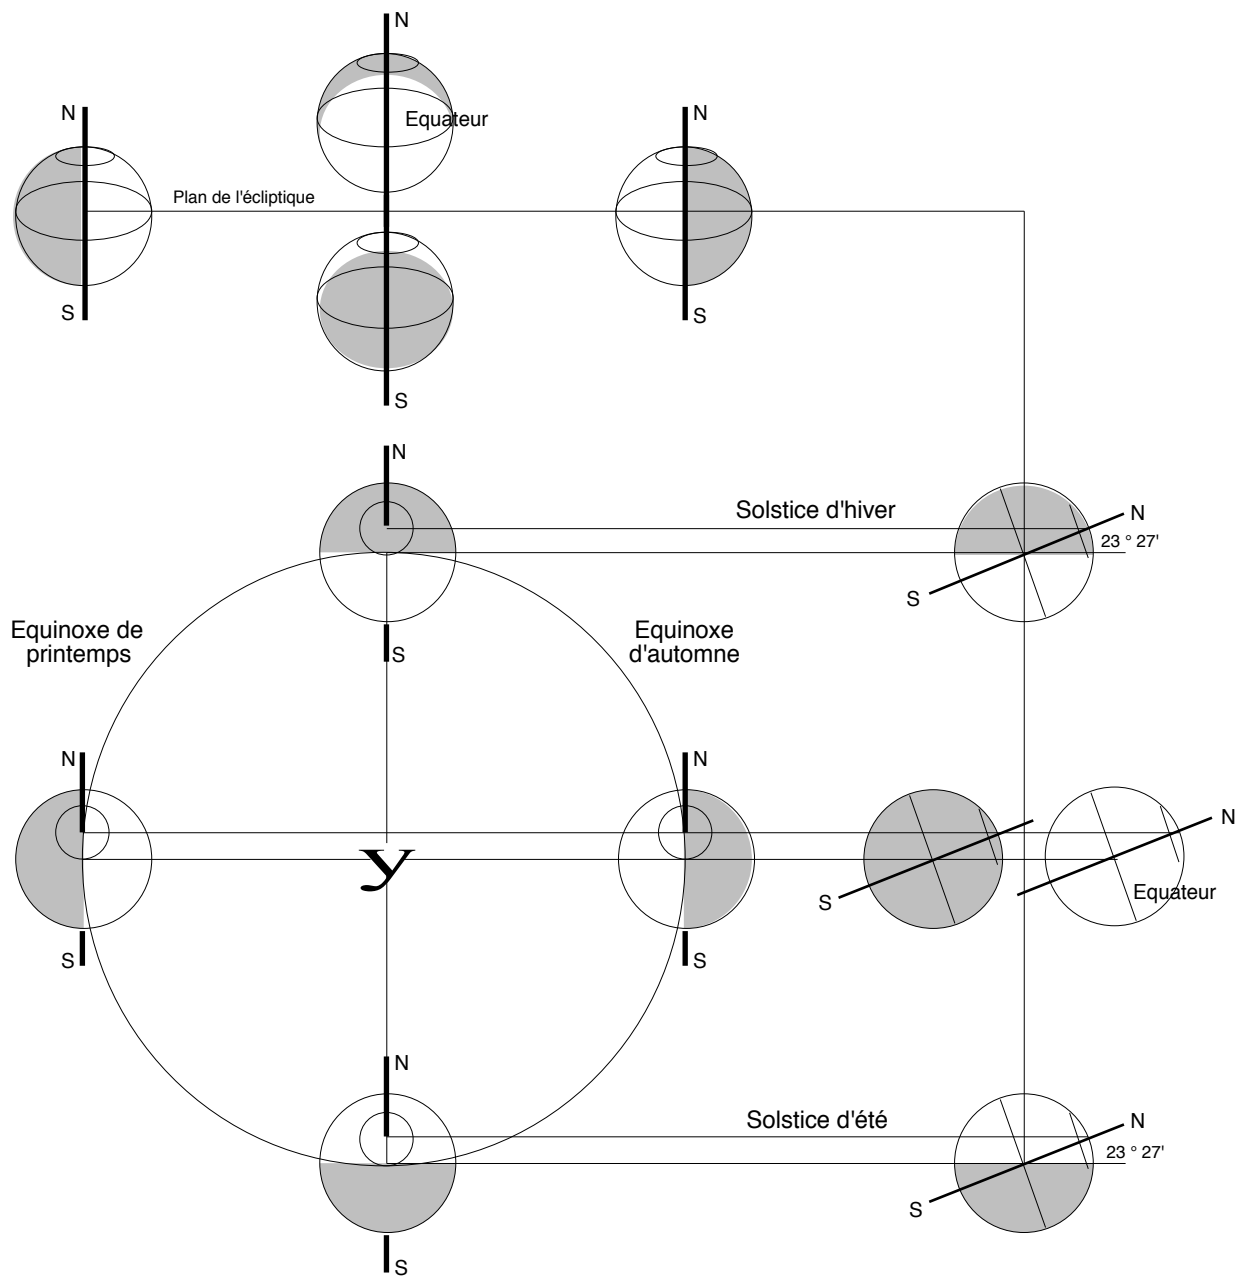 N
N
Equateur
N
Plan de l'écliptique
S
S
S
N
Solstice d'hiver
N
23 ° 27'
S
Equinoxe de
printemps
Equinoxe
d'automne
S
N
N
N
y
Equateur
S
S
S
N
Solstice d'été
N
23 ° 27'
S
S